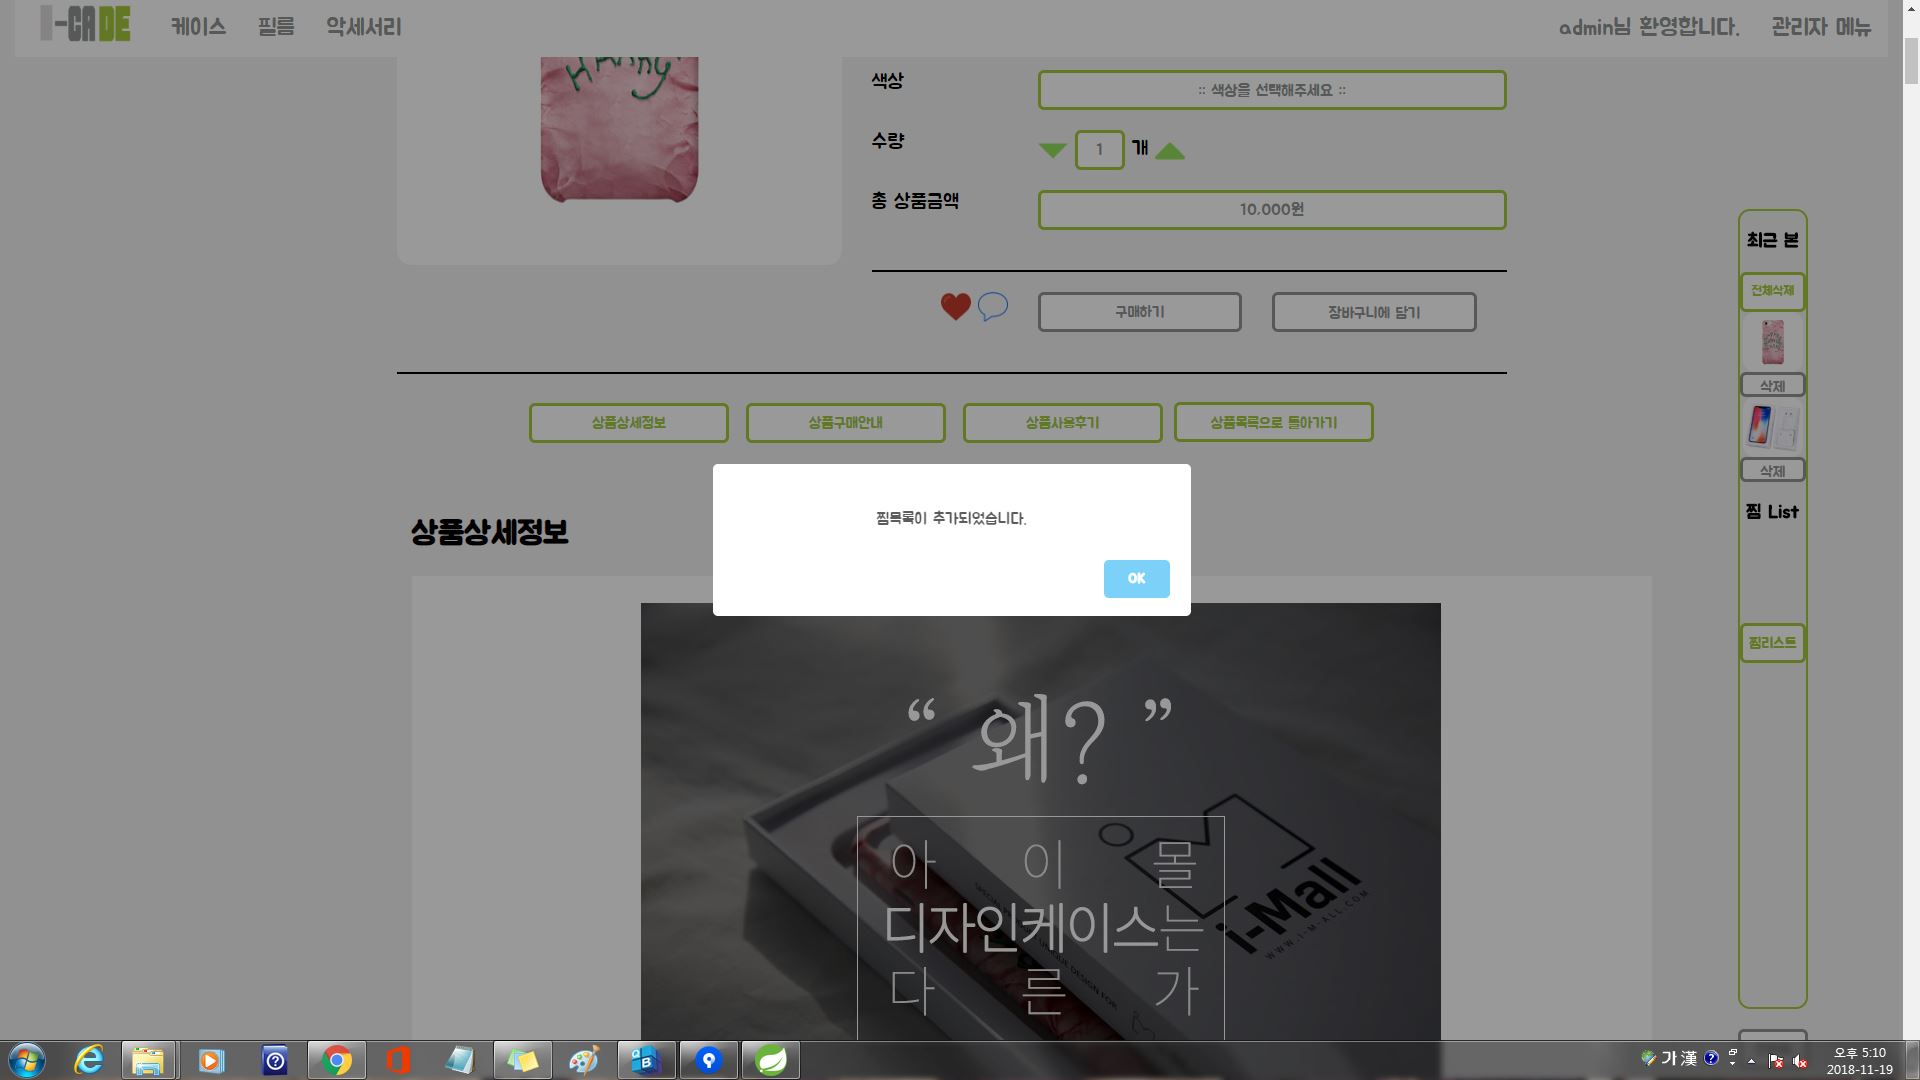 I-CADE
케이스 필름 악세서리
admin님 환영합니다. 관리자 메뉴
색상
:: 색상을 선택해주세요 ::
수량
1 개
총 상품금액
10,000원
구매하기
장바구니에 담기
상품상세정보
상품구매안내
상품사용후기
상품목록으로 돌아가기
찜목록이 추가되었습니다.
OK
상품상세정보
“ 왜? ”
아 이 몰
디자인케이스는
다 른 가
i-Mall
WWW.I-M-ALL.COM
최근 본
전체삭제
삭제
삭제
찜 List
찜리스트
가 漢
오후 5:10
2018-11-19